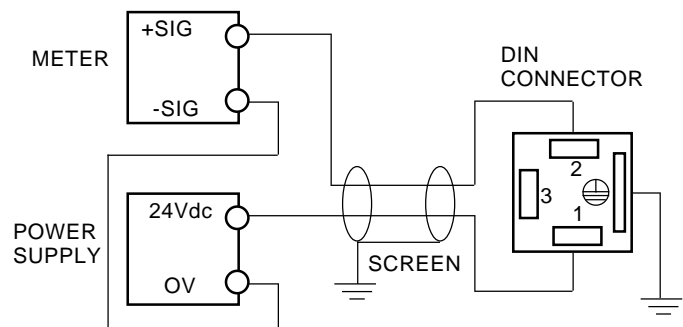 +SIG
METER
-SIG
DIN
CONNECTOR
2
3
1
24Vdc
POWER
SUPPLY
OV
SCREEN